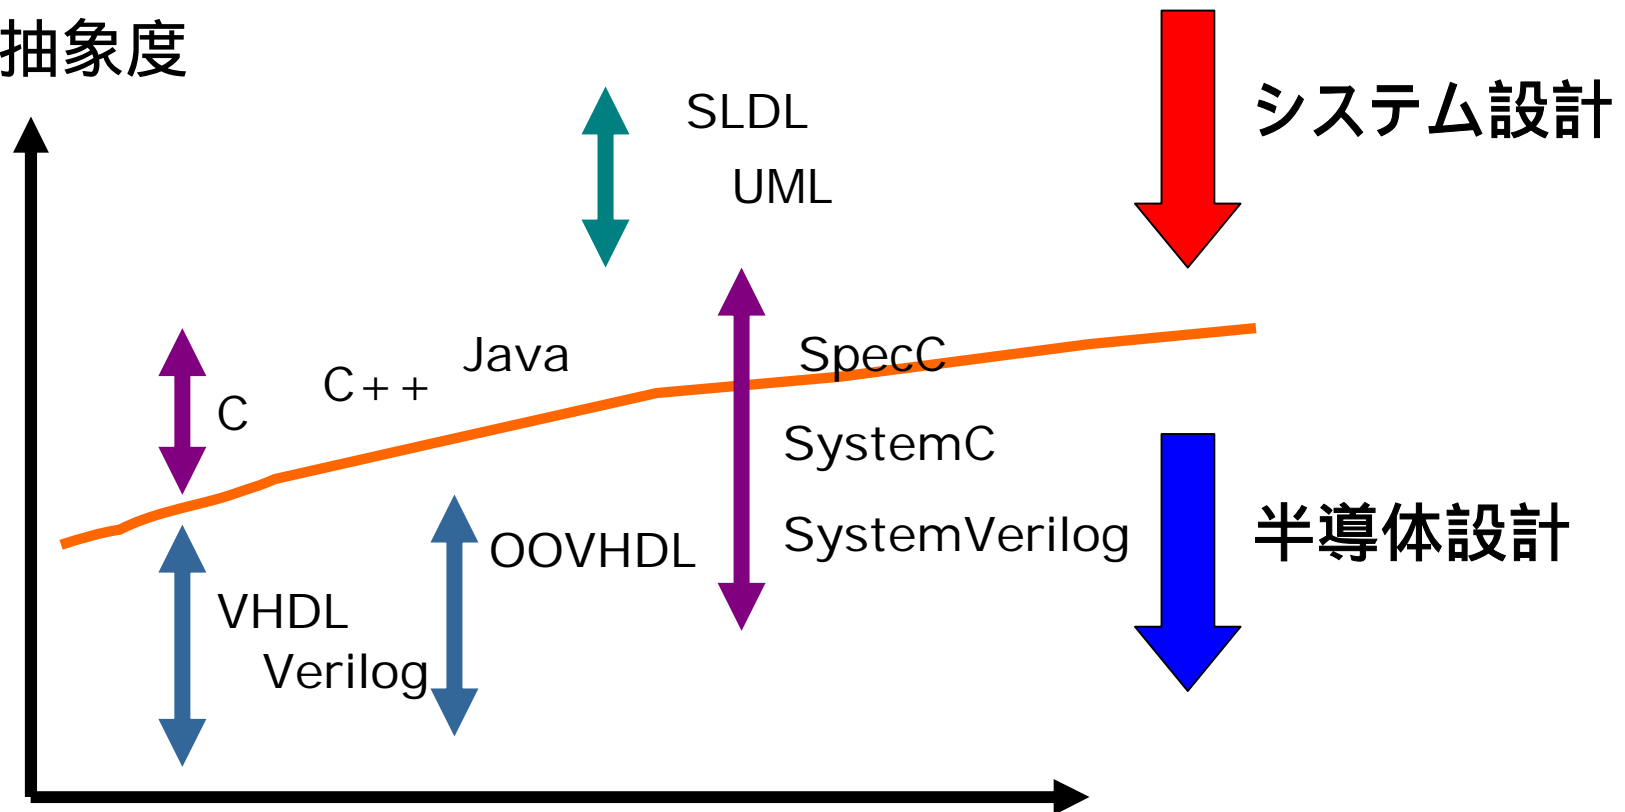 抽象度
システム設計
SLDL
UML
Java
SpecC
C++
C
SystemC
SystemVerilog
半導体設計
OOVHDL
VHDL
Verilog